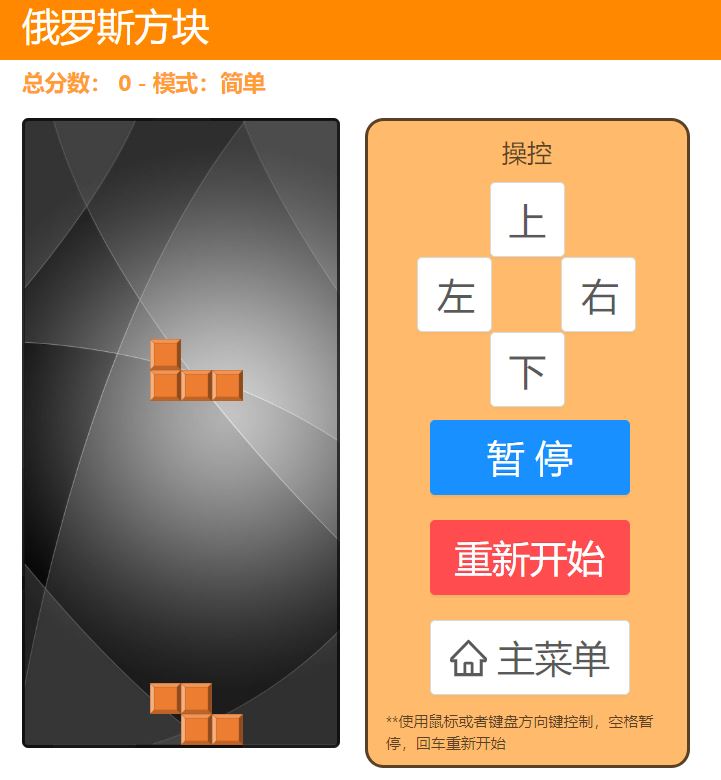 俄罗斯方块
总分数： 0 - 模式：简单
操控
上
左 右
下
暂 停
重新开始
主菜单
**使用鼠标或者键盘方向键控制，空格暂
停，回车重新开始